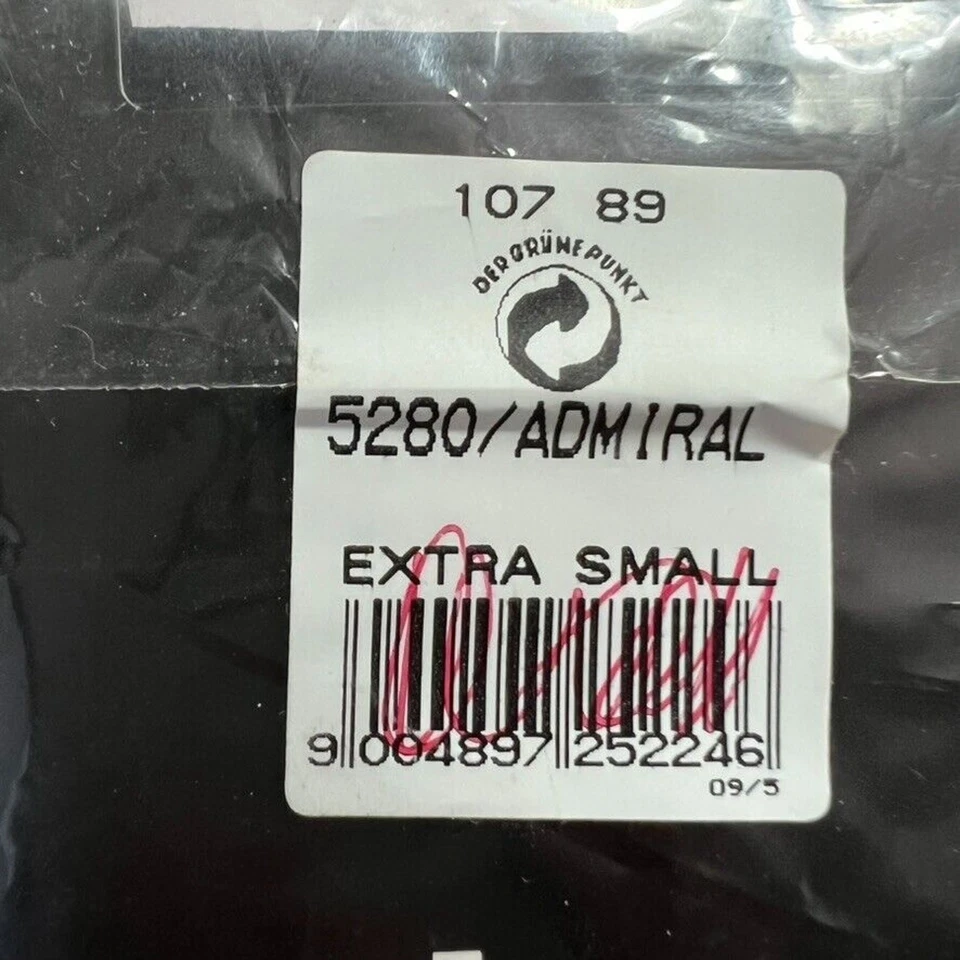 107 89
DER GRÜNE PUNKT
5280/ADMIRAL
EXTRA SMALL
9 004897 252246
09/5